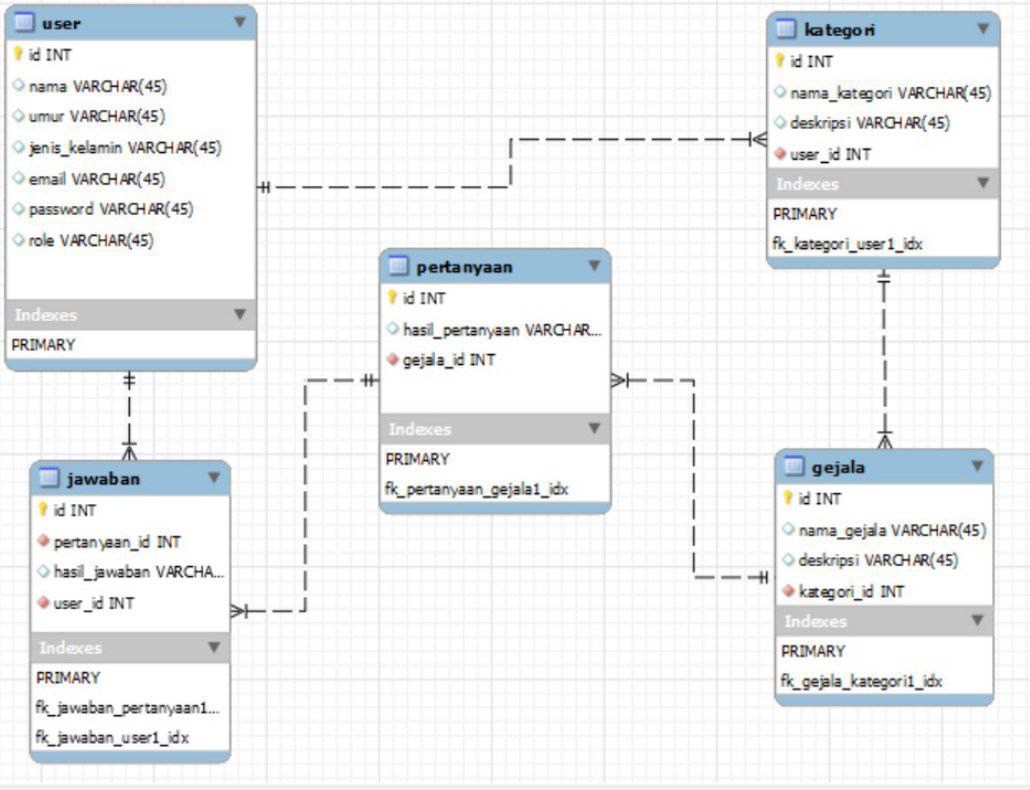 user
id INT
nama VARCHAR(45)
umur VARCHAR(45)
jenis_kelamin VARCHAR(45)
email VARCHAR(45)
password VARCHAR(45)
role VARCHAR(45)
Indexes
PRIMARY
kategori
id INT
nama_kategori VARCHAR(45)
deskripsi VARCHAR(45)
user_id INT
Indexes
PRIMARY
fk_kategori_user1_idx
pertanyaan
id INT
hasil_pertanyaan VARCHAR...
gejala_id INT
Indexes
PRIMARY
fk_pertanyaan_gejala1_idx
jawaban
id INT
pertanyaan_id INT
hasil_jawaban VARCHA...
user_id INT
Indexes
PRIMARY
fk_jawaban_pertanyaan1...
fk_jawaban_user1_idx
gejala
id INT
nama_gejala VARCHAR(45)
deskripsi VARCHAR(45)
kategori_id INT
Indexes
PRIMARY
fk_gejala_kategori1_idx